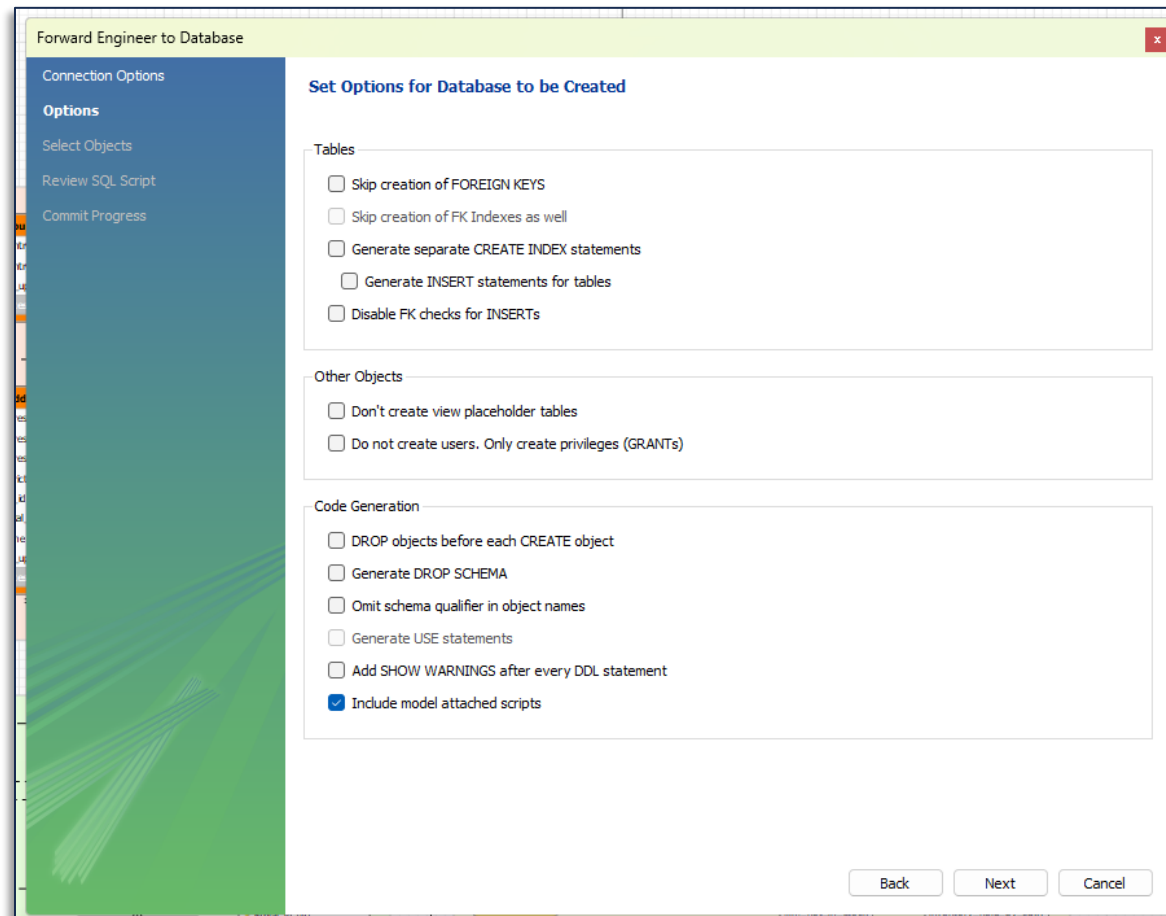 Forward Engineer to Database
x
Connection Options
Options
Select Objects
Review SQL Script
Commit Progress
Set Options for Database to be Created
Tables
Skip creation of FOREIGN KEYS
Skip creation of FK Indexes as well
Generate separate CREATE INDEX statements
Generate INSERT statements for tables
Disable FK checks for INSERTs
Other Objects
Don't create view placeholder tables
Do not create users. Only create privileges (GRANTs)
Code Generation
DROP objects before each CREATE object
Generate DROP SCHEMA
Omit schema qualifier in object names
Generate USE statements
Add SHOW WARNINGS after every DDL statement
Include model attached scripts
Back
Next
Cancel